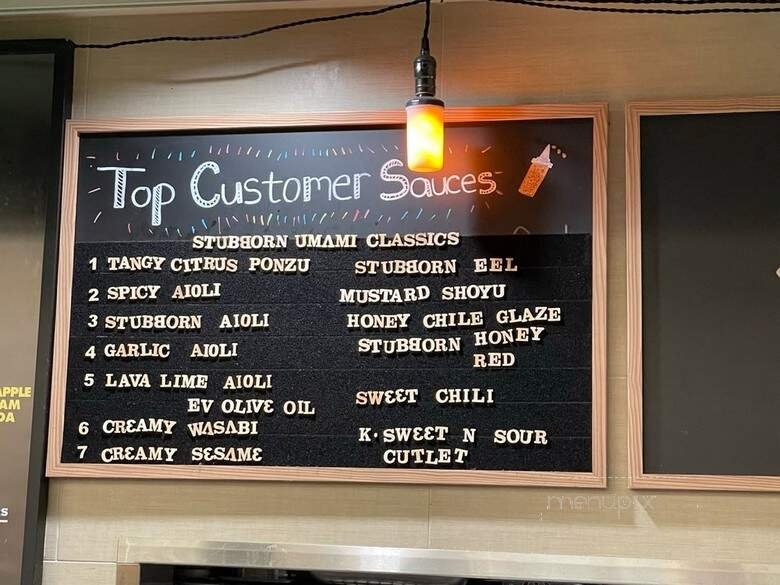 Top Customer Sauces
STUBBORN UMAMI CLASSICS
1 TANGY CITRUS PONZU
2 SPICY AIOLI
3 STUBBORN AIOLI
4 GARLIC AIOLI
5 LAVA LIME AIOLI
EV OLIVE OIL
6 CREAMY WASABI
7 CREAMY SESAME
STUBBORN EEL
MUSTARD SHOYU
HONEY CHILE GLAZE
STUBBORN HONEY
RED
SWEET CHILI
K·SWEET N SOUR
CUTLET
menupix